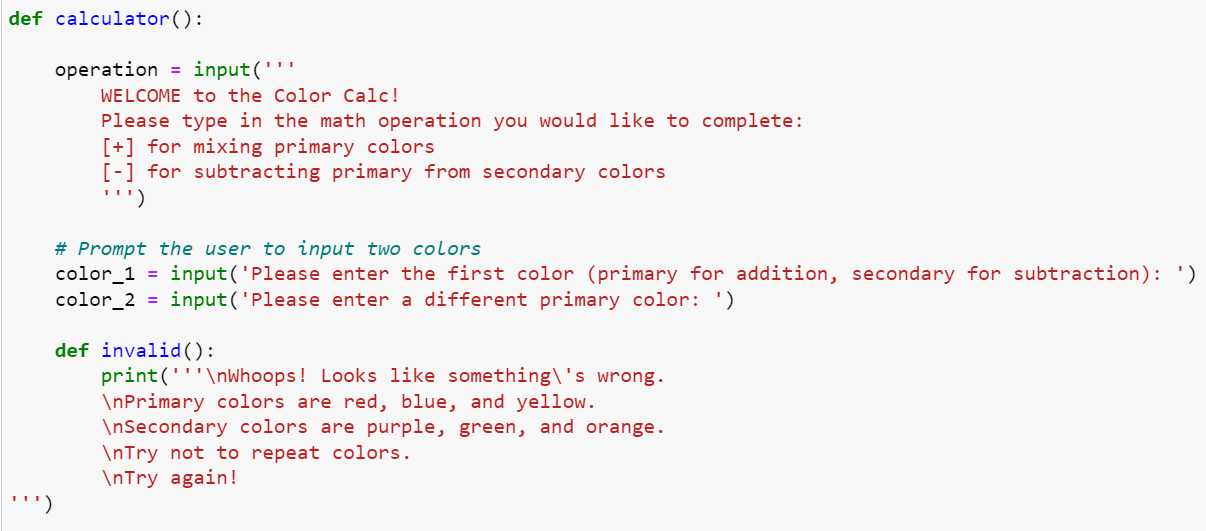 def calculator():
    operation = input('''
        WELCOME to the Color Calc!
        Please type in the math operation you would like to complete:
        [+] for mixing primary colors
        [-] for subtracting primary from secondary colors
        ''')
    # Prompt the user to input two colors
    color_1 = input('Please enter the first color (primary for addition, secondary for subtraction): ')
    color_2 = input('Please enter a different primary color: ')
    def invalid():
        print('''\nWhoops! Looks like something\'s wrong.
        \nPrimary colors are red, blue, and yellow.
        \nSecondary colors are purple, green, and orange.
        \nTry not to repeat colors.
        \nTry again!
''')